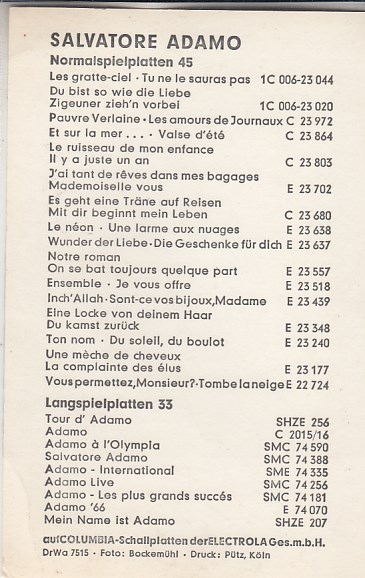 SALVATORE ADAMO
Normalspielplatten 45
Les gratte-ciel · Tu ne le sauras pas 1C 006-23 044
Du bist so wie die Liebe
Zigeuner zieh'n vorbei 1C 006-23 020
Pauvre Verlaine · Les amours de Journaux C 23 972
Et sur la mer . . . · Valse d'été C 23 864
Le ruisseau de mon enfance
Il y a juste un an C 23 803
J'ai tant de rêves dans mes bagages
Mademoiselle vous E 23 702
Es geht eine Träne auf Reisen
Mit dir beginnt mein Leben C 23 680
Le néon · Une larme aux nuages E 23 638
Wunder der Liebe · Die Geschenke für dich E 23 637
Notre roman
On se bat toujours quelque part E 23 557
Ensemble · Je vous offre E 23 518
Inch'Allah · Sont-ce vos bijoux, Madame E 23 439
Eine Locke von deinem Haar
Du kamst zurück E 23 348
Ton nom · Du soleil, du boulot E 23 240
Une mèche de cheveux
La complainte des élus E 23 177
Vous permettez, Monsieur? · Tombe la neige E 22 724
Langspielplatten 33
Tour d' Adamo SHZE 256
Adamo C 2015/16
Adamo à l'Olympia SMC 74 590
Salvatore Adamo SMC 74 388
Adamo - International SME 74 335
Adamo Live SMC 74 256
Adamo - Les plus grands succés SMC 74 181
Adamo '66 E 74 070
Mein Name ist Adamo SHZE 207
auf COLUMBIA-Schallplatten der ELECTROLA Ges.m.b.H.
DrWa 7515 · Foto: Bockemühl · Druck: Pütz, Köln